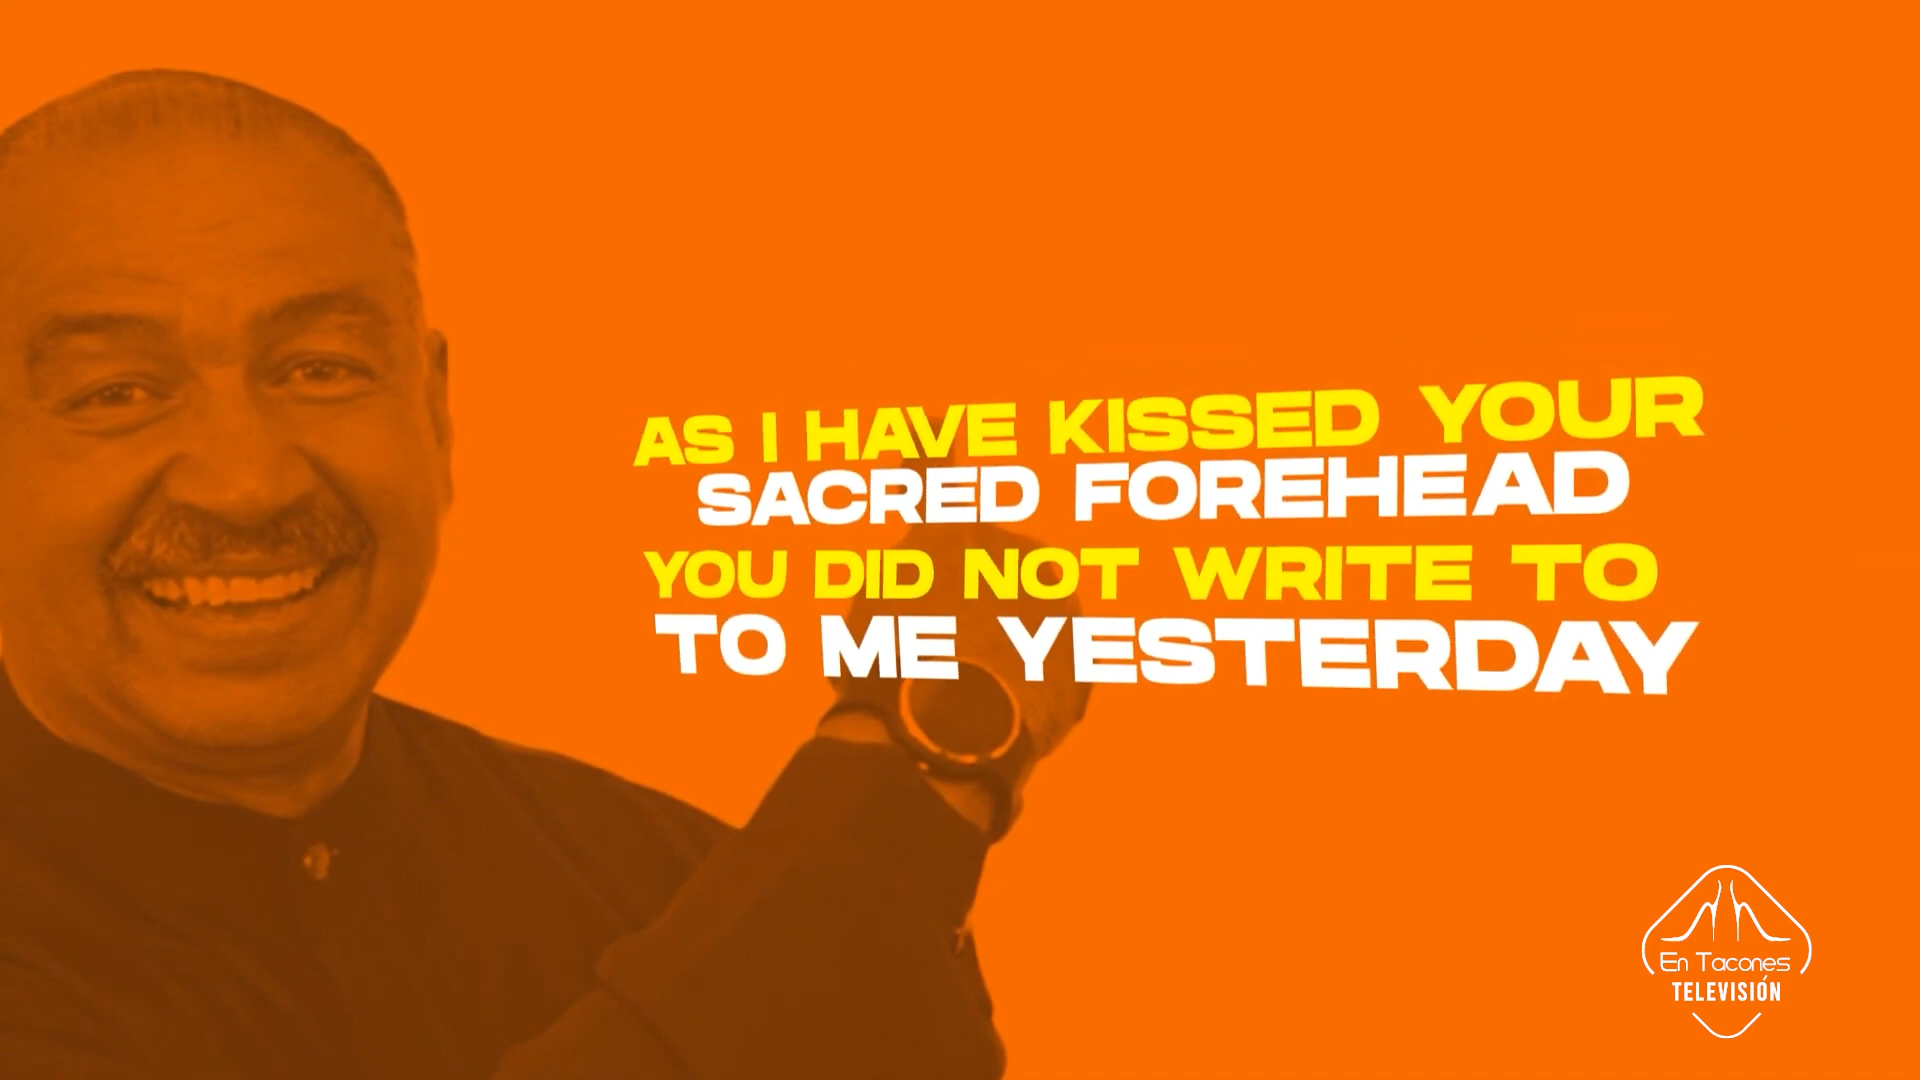 AS I HAVE KISSED YOUR
SACRED FOREHEAD
YOU DID NOT WRITE TO
TO ME YESTERDAY
En Tacones
TELEVISIÓN